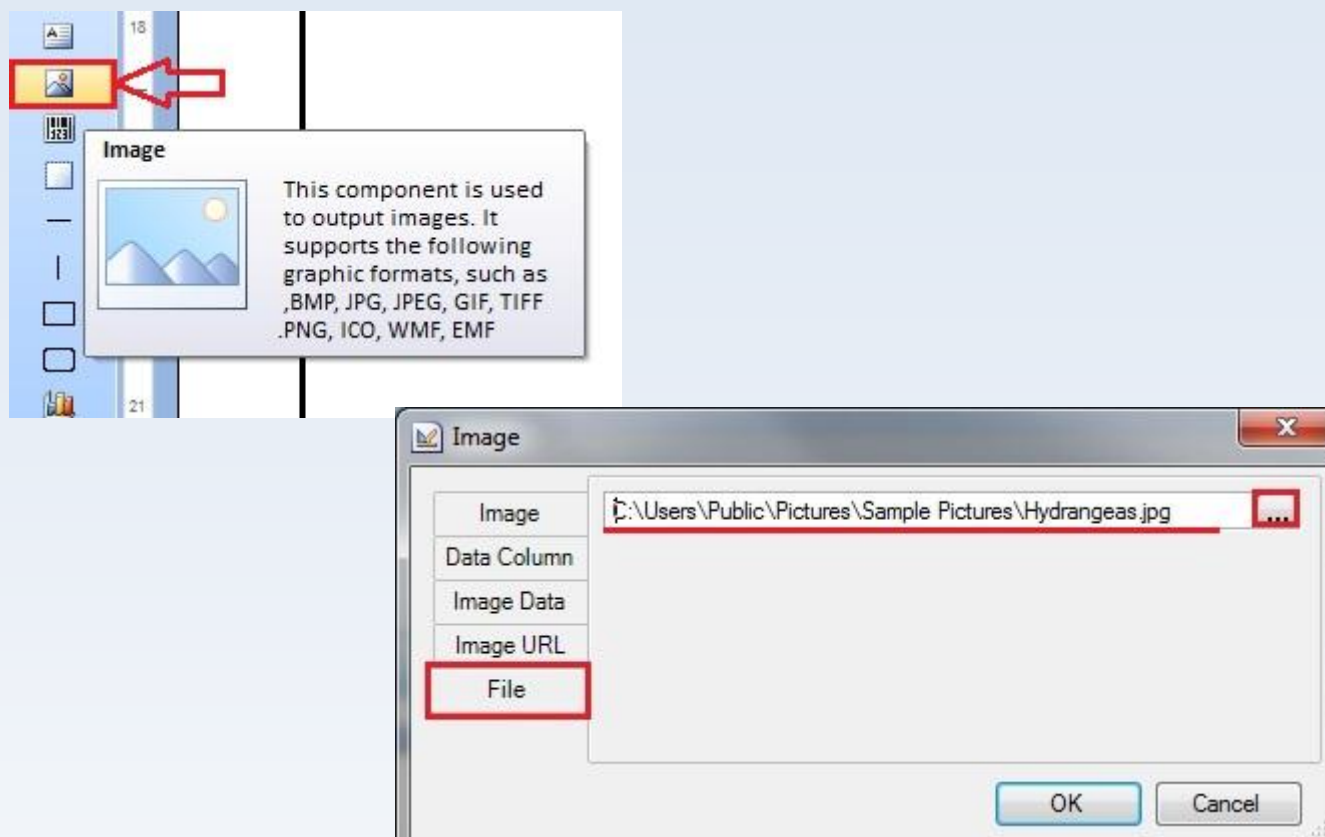 18
Image
This component is used
to output images. It
supports the following
graphic formats, such as
,BMP, JPG, JPEG, GIF, TIFF
.PNG, ICO, WMF, EMF
21
Image
Image
C:\Users\Public\Pictures\Sample Pictures\Hydrangeas.jpg
...
Data Column
Image Data
Image URL
File
OK
Cancel